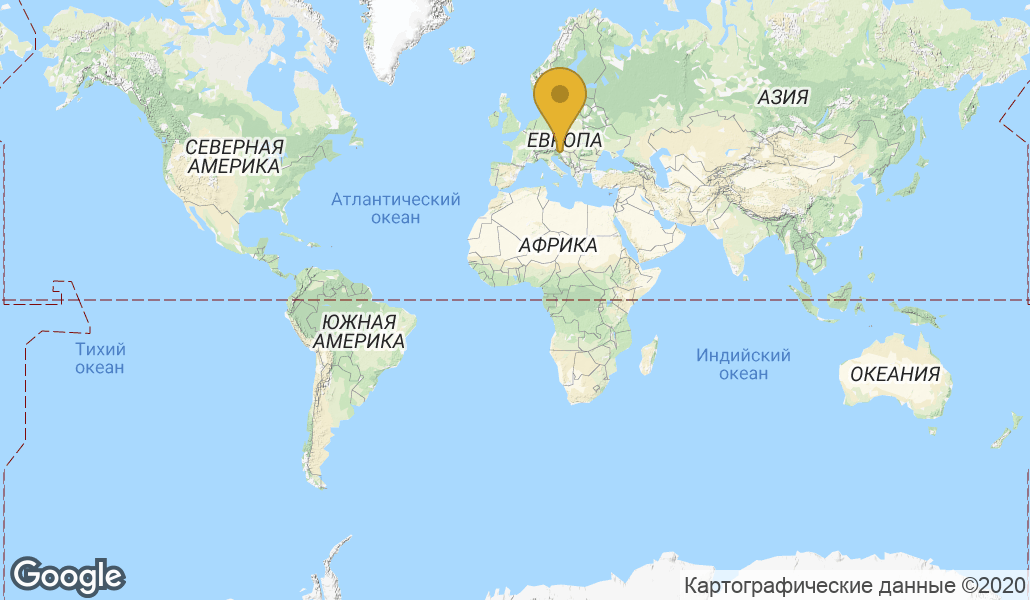 АЗИЯ
ЕВРОПА
СЕВЕРНАЯ
АМЕРИКА
Атлантический
океан
АФРИКА
ЮЖНАЯ
АМЕРИКА
Тихий
океан
Индийский
океан
ОКЕАНИЯ
Google
Картографические данные ©2020